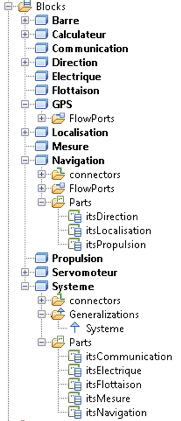 Blocks
Barre
Calculateur
Communication
Direction
Electrique
Flottaison
GPS
FlowPorts
Localisation
Mesure
Navigation
connectors
FlowPorts
Parts
itsDirection
itsLocalisation
itsPropulsion
Propulsion
Servomoteur
Systeme
connectors
Generalizations
Systeme
Parts
itsCommunication
itsElectrique
itsFlottaison
itsMesure
itsNavigation